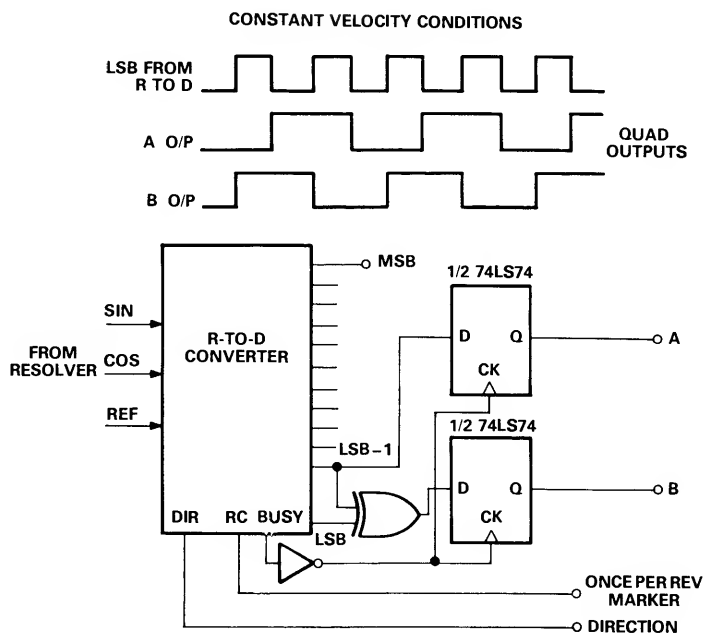 CONSTANT VELOCITY CONDITIONS
LSB FROM
R TO D
A O/P
QUAD
OUTPUTS
B O/P
MSB
1/2 74LS74
SIN
R-TO-D
CONVERTER
D Q
A
FROM
RESOLVER
COS
CK
REF
1/2 74LS74
LSB–1
D Q
B
DIR RC BUSY
LSB
CK
ONCE PER REV
MARKER
DIRECTION